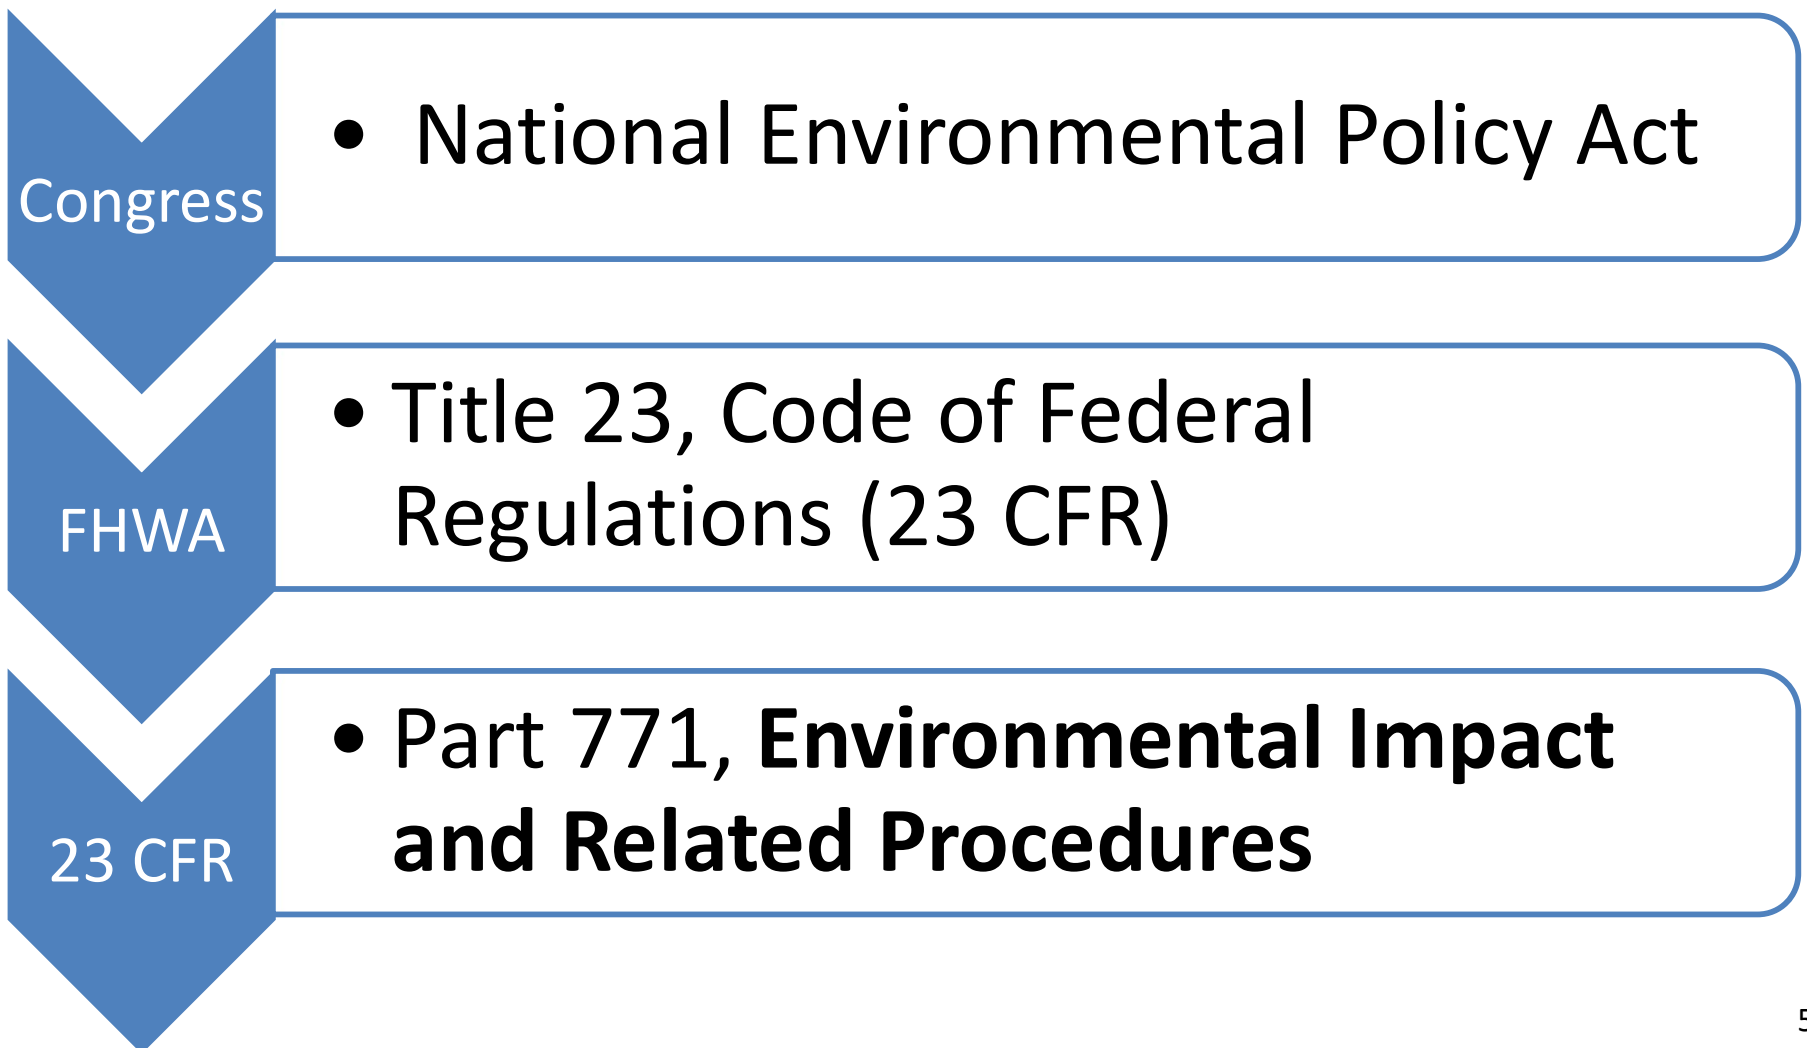 Congress
• National Environmental Policy Act
FHWA
• Title 23, Code of Federal
Regulations (23 CFR)
23 CFR
• Part 771, Environmental Impact
and Related Procedures
5